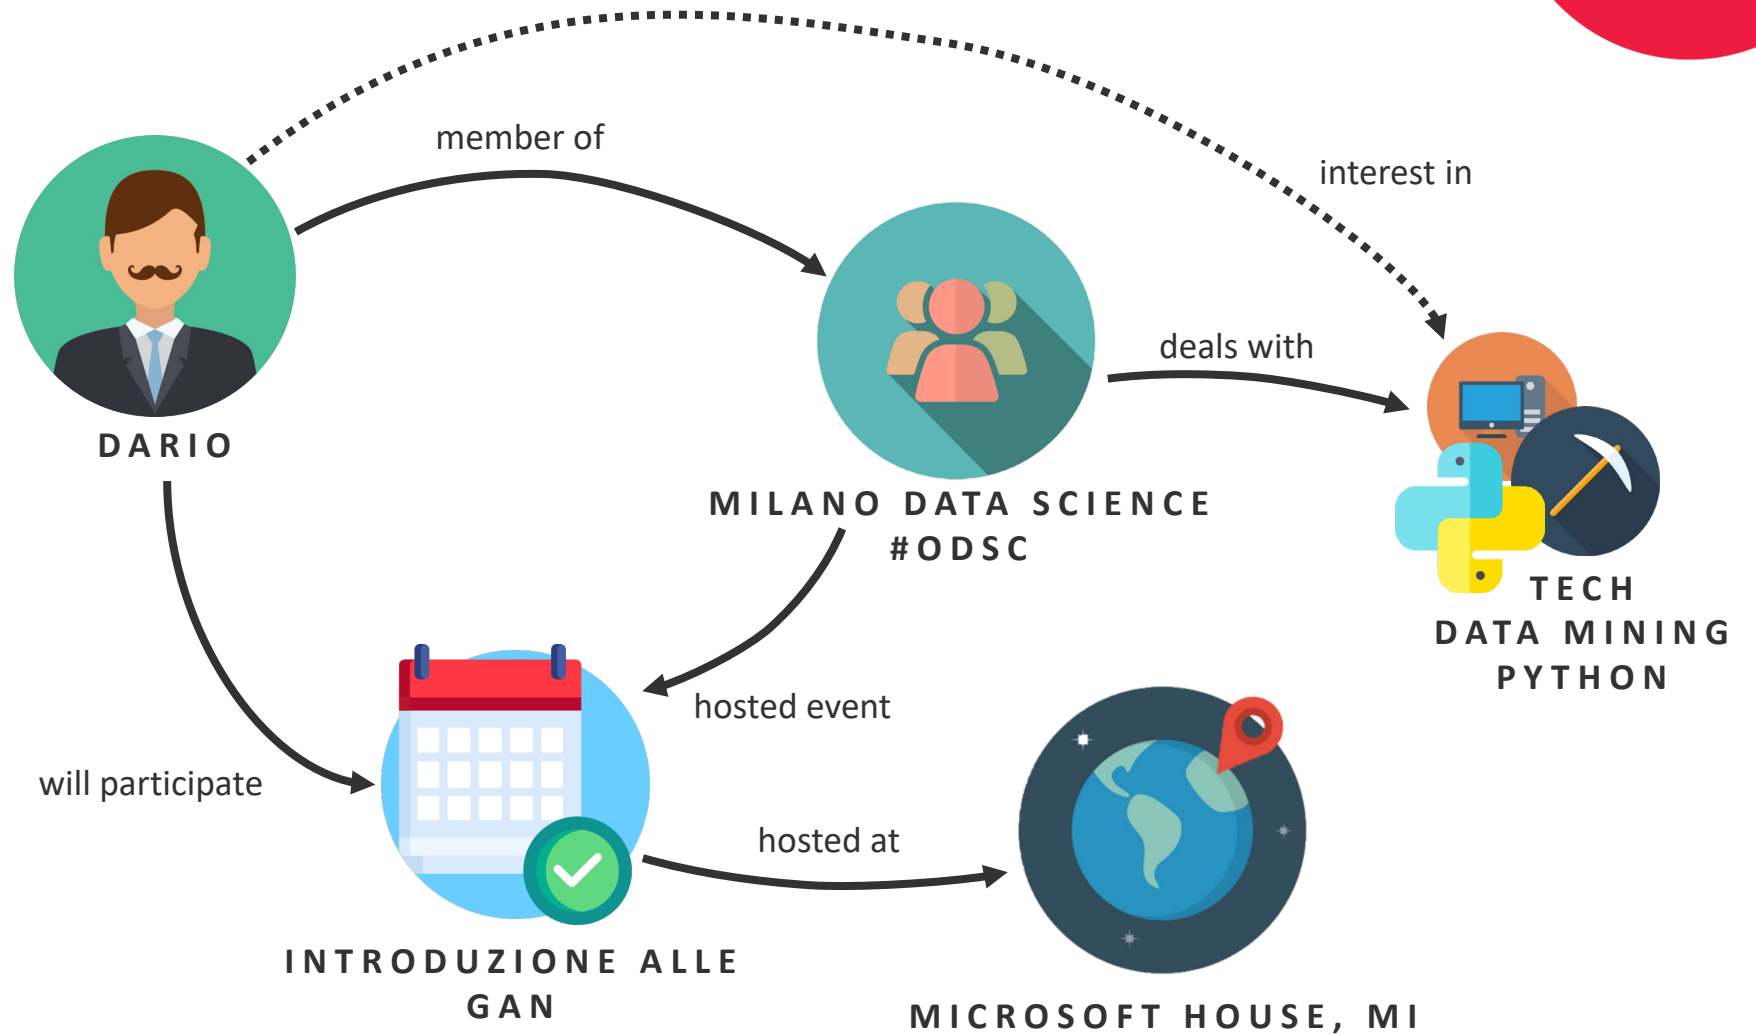 member of
interest in
deals with
DARIO
MILANO DATA SCIENCE
#ODSC
TECH
DATA MINING
PYTHON
hosted event
will participate
hosted at
INTRODUZIONE ALLE
GAN
MICROSOFT HOUSE, MI